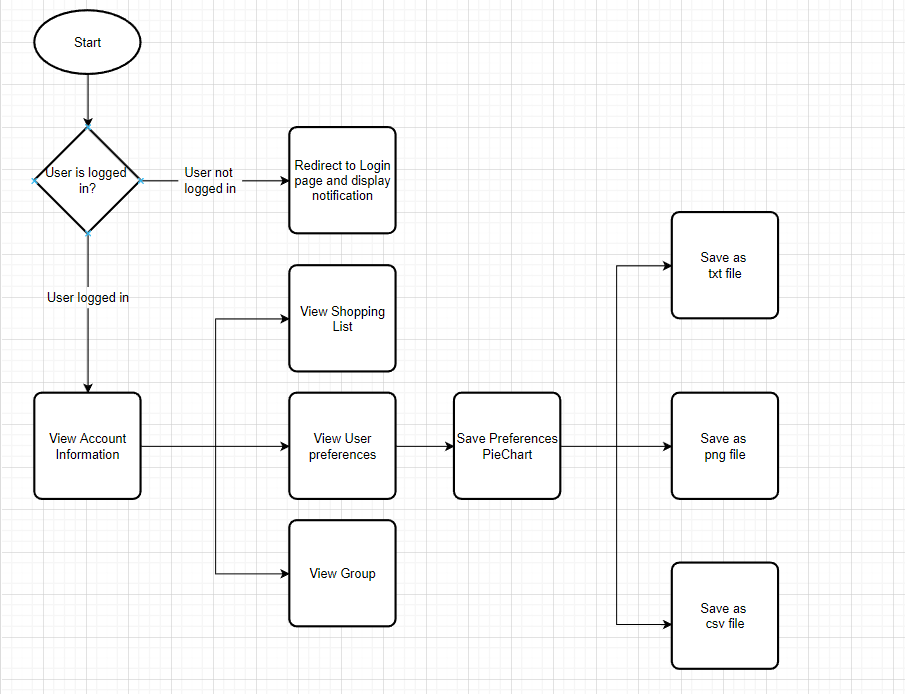 Start
User is logged
in?
User not
logged in
Redirect to Login
page and display
notification
User logged in
View Account
Information
View Shopping
List
View User
preferences
View Group
Save Preferences
PieChart
Save as
txt file
Save as
png file
Save as
csv file